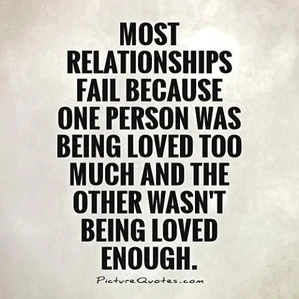 MOST
RELATIONSHIPS
FAIL BECAUSE
ONE PERSON WAS
BEING LOVED TOO
MUCH AND THE
OTHER WASN'T
BEING LOVED
ENOUGH.
PictureQuotes.com